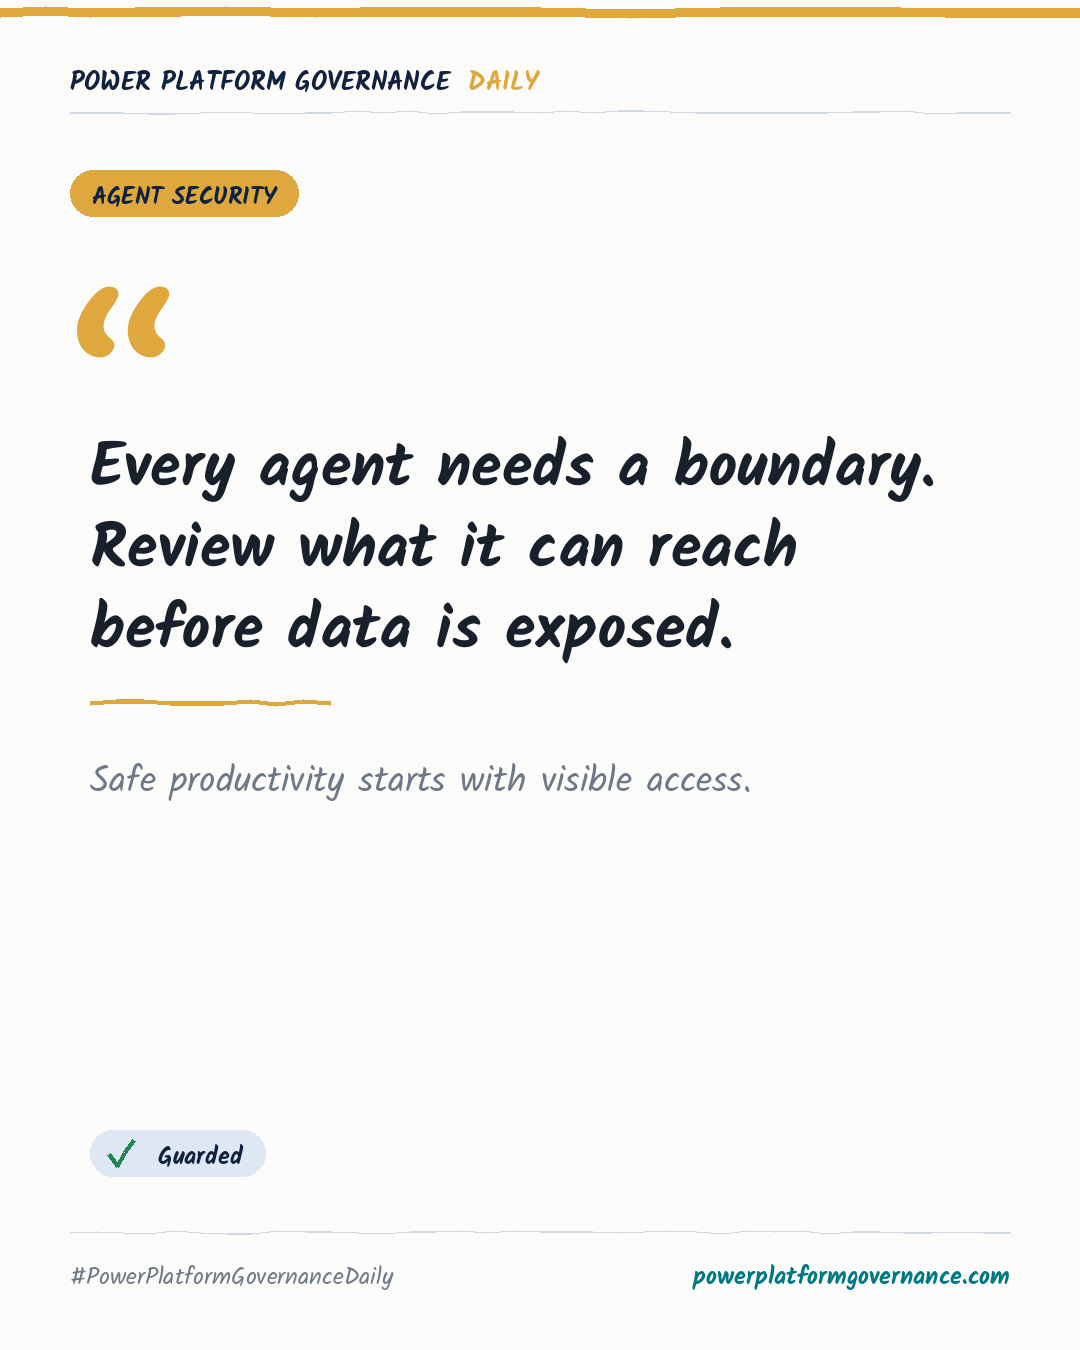 POWER PLATFORM GOVERNANCE DAILY
AGENT SECURITY
“
Every agent needs a boundary.
Review what it can reach
before data is exposed.
Safe productivity starts with visible access.
Guarded
#PowerPlatformGovernanceDaily
powerplatformgovernance.com